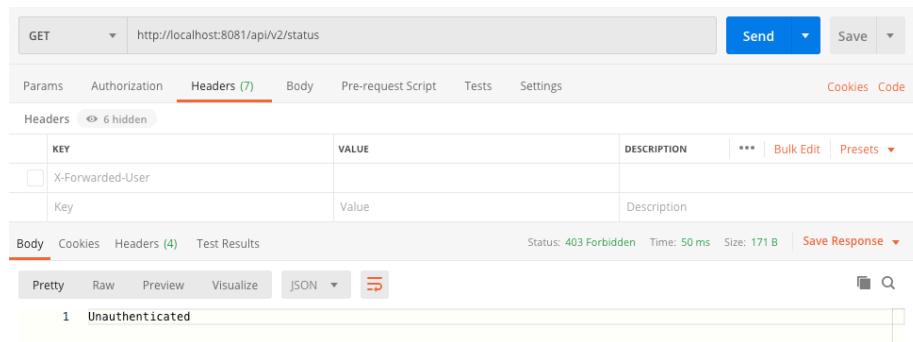 GET http://localhost:8081/api/v2/status Send Save
Params Authorization Headers (7) Body Pre-request Script Tests Settings Cookies Code
Headers 6 hidden
KEY VALUE DESCRIPTION ••• Bulk Edit Presets
X-Forwarded-User
Key Value Description
Body Cookies Headers (4) Test Results Status: 403 Forbidden Time: 50 ms Size: 171 B Save Response
Pretty Raw Preview Visualize JSON
1 Unauthenticated